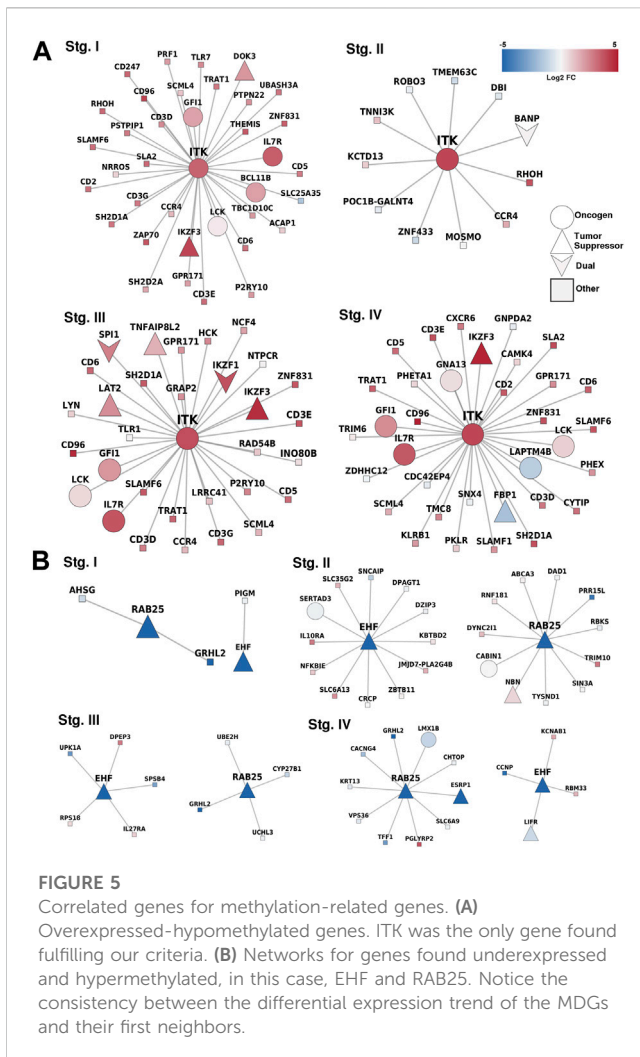 A
Stg. I
PRF1
TLR7
DOK3
CD247
CD96
SCML4
TRAT1
UBASH3A
GFI1
PTPN22
RHOH
CD3D
THEMIS
ZNF831
PSTPIP1
ITK
IL7R
SLAMF6
SLA2
CD5
NRROS
BCL11B
CD2
SLC25A35
CD3G
CCR4
TBC1D10C
SH2D1A
LCK
ACAP1
IKZF3
CD6
ZAP70
SH2D2A
GPR171
P2RY10
CD3E
Stg. II
-5
5
Log2 FC
TMEM63C
ROBO3
DBI
TNNI3K
BANP
ITK
KCTD13
RHOH
POC1B-GALNT4
CCR4
ZNF433
MOSMO
Oncogen
Tumor
Suppressor
Dual
Other
Stg. III
SPI1
TNFAIP8L2
HCK
NCF4
GPR171
IKZF1
NTPCR
CD6
SH2D1A
ZNF831
LAT2
GRAP2
IKZF3
LYN
ITK
CD3E
TLR1
CD96
RAD54B
GFI1
INO80B
LCK
SLAMF6
P2RY10
IL7R
LRRC41
CD5
TRAT1
CD3D
CCR4
CD3G
SCML4
Stg. IV
CXCR6
GNPDA2
CD3E
IKZF3
SLA2
CD5
GNA13
CAMK4
PHETA1
CD2
GPR171
TRAT1
CD6
GFI1
CD96
ITK
ZNF831
SLAMF6
TRIM6
IL7R
LCK
LAPTM4B
ZDHHC12
PHEX
CDC42EP4
SNX4
FBP1
CD3D
CYTIP
SCML4
TMC8
SH2D1A
KLRB1
PKLR
SLAMF1
B
Stg. I
AHSG
PIGM
RAB25
GRHL2
EHF
Stg. II
SLC35G2
SNCAIP
DPAGT1
SERTAD3
DZIP3
EHF
IL10RA
KBTBD2
NFKBIE
JMJD7-PLA2G4B
SLC6A13
ZBTB11
CRCP
ABCA3
DAD1
RNF181
PRR15L
RAB25
DYNC2I1
RBKS
CABIN1
TRIM10
NBN
SIN3A
TYSND1
Stg. III
UPK1A
DPEP3
EHF
SPSB4
RPS18
IL27RA
UBE2H
RAB25
CYP27B1
GRHL2
UCHL3
Stg. IV
GRHL2
LMX1B
CACNG4
CHTOP
RAB25
KRT13
ESRP1
VPS36
SLC6A9
TFF1
PGLYRP2
KCNAB1
CCNP
EHF
RBM33
LIFR
FIGURE 5
Correlated genes for methylation-related genes. (A)
Overexpressed-hypomethylated genes. ITK was the only gene found
fulfilling our criteria. (B) Networks for genes found underexpressed
and hypermethylated, in this case, EHF and RAB25. Notice the
consistency between the differential expression trend of the MDGs
and their first neighbors.